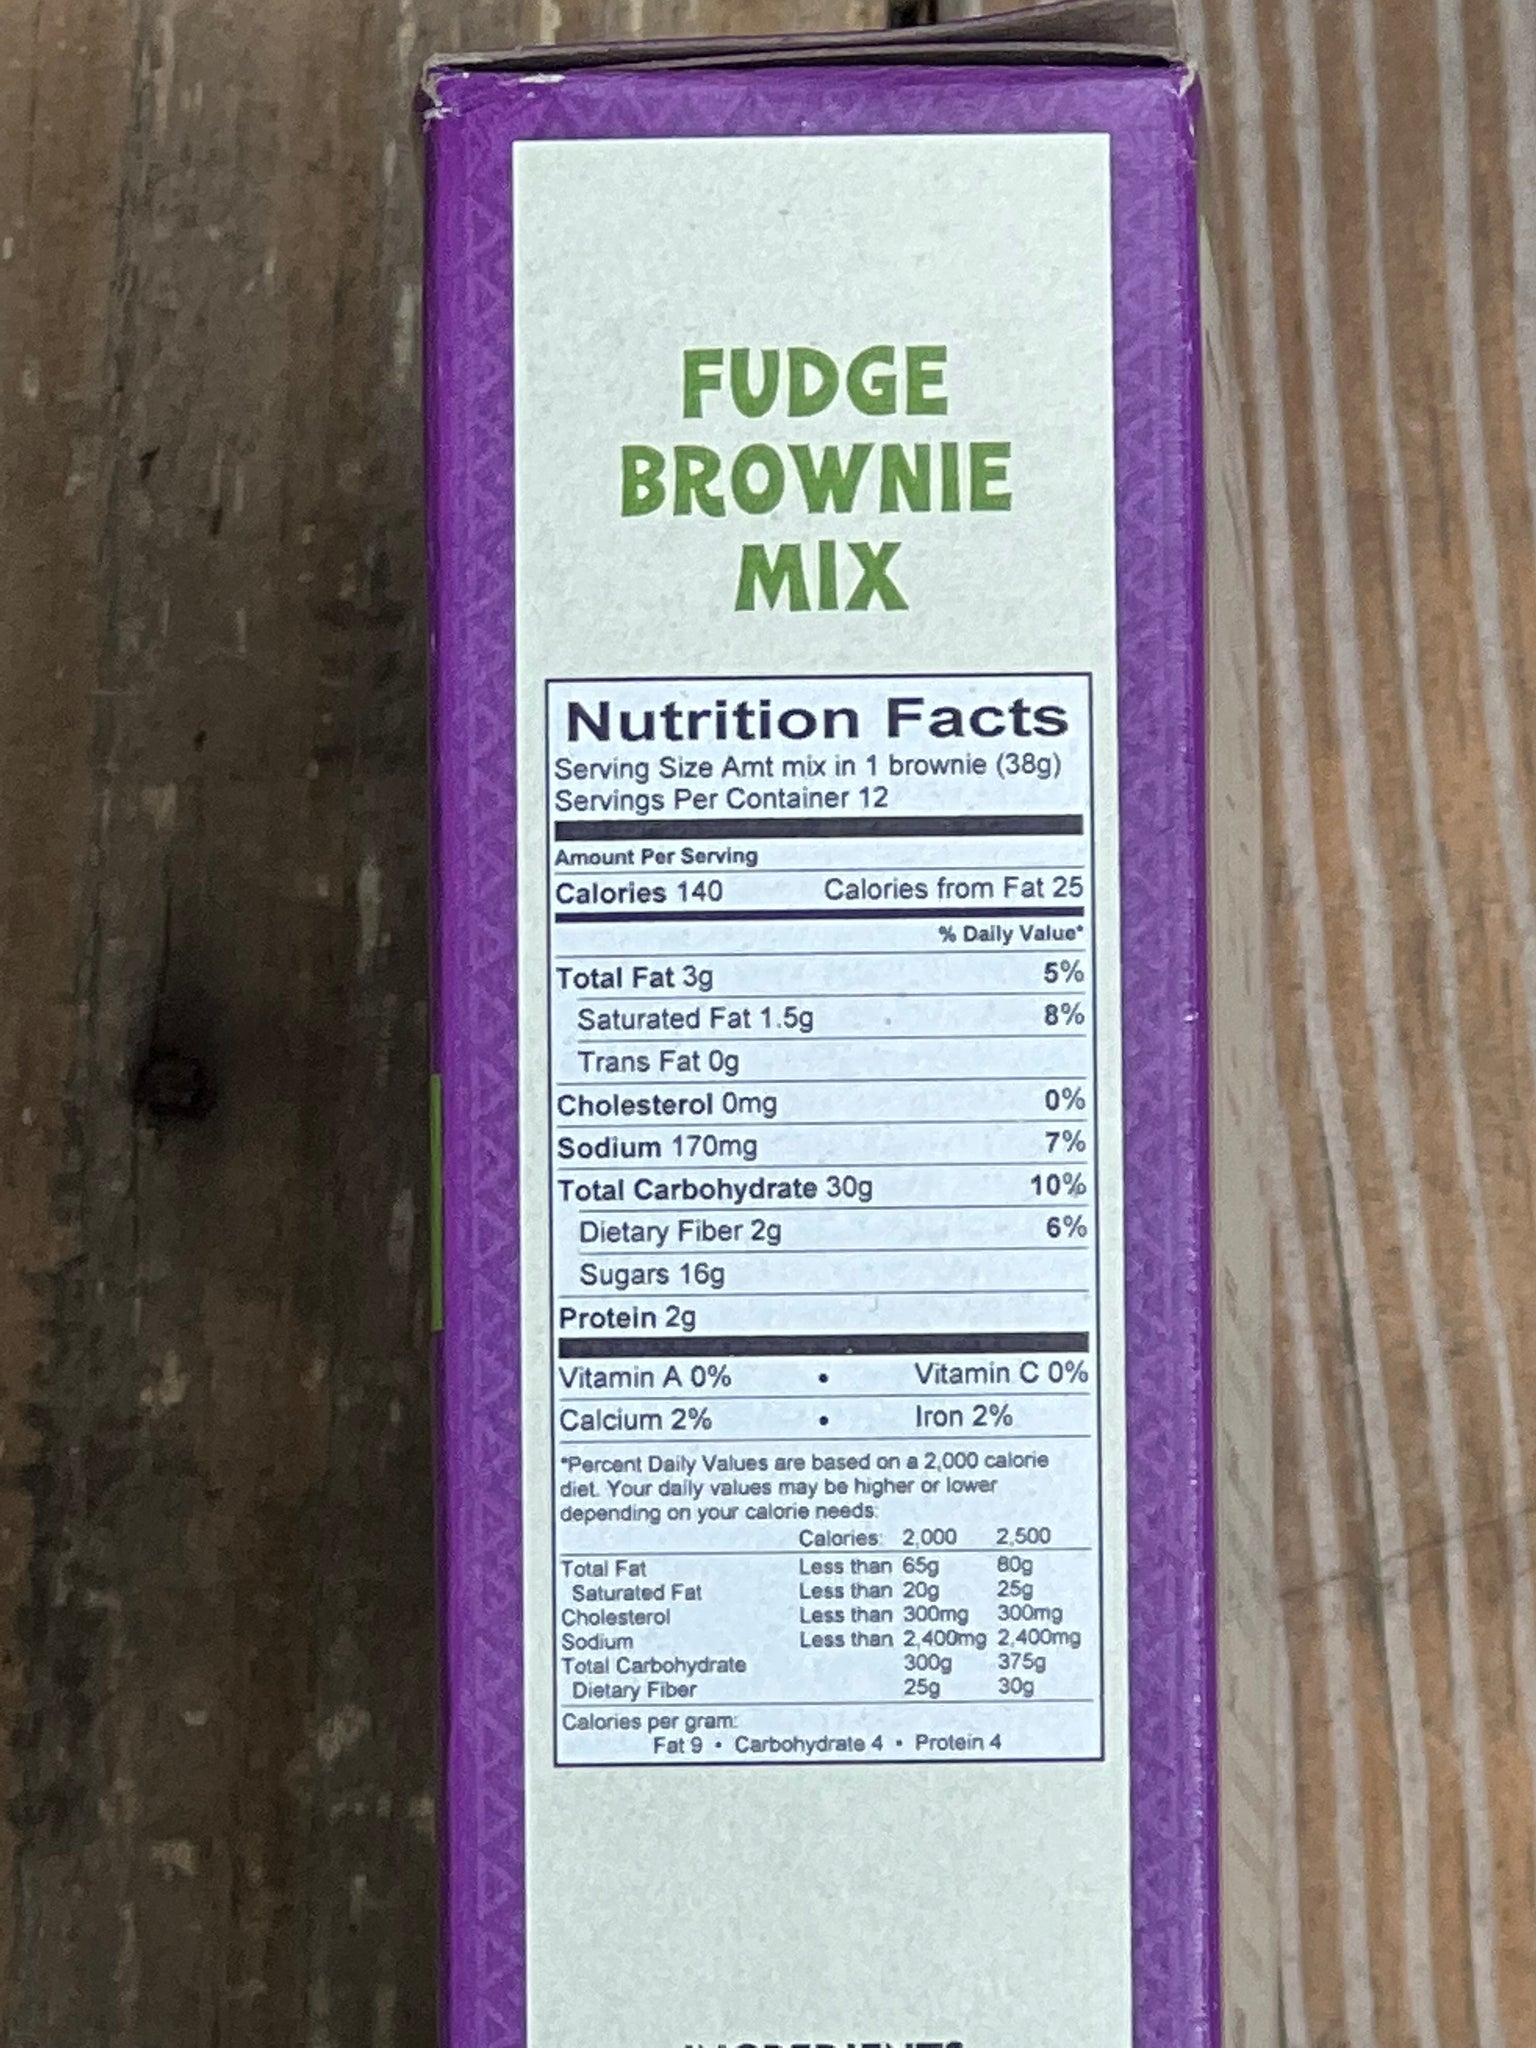 FUDGE
BROWNIE
MIX
Nutrition Facts
Serving Size Amt mix in 1 brownie (38g)
Servings Per Container 12
Amount Per Serving
Calories 140 Calories from Fat 25
% Daily Value*
Total Fat 3g 5%
Saturated Fat 1.5g 8%
Trans Fat 0g
Cholesterol 0mg 0%
Sodium 170mg 7%
Total Carbohydrate 30g 10%
Dietary Fiber 2g 6%
Sugars 16g
Protein 2g
Vitamin A 0% • Vitamin C 0%
Calcium 2% • Iron 2%
*Percent Daily Values are based on a 2,000 calorie
diet. Your daily values may be higher or lower
depending on your calorie needs:
Calories: 2,000 2,500
Total Fat Less than 65g 80g
Saturated Fat Less than 20g 25g
Cholesterol Less than 300mg 300mg
Sodium Less than 2,400mg 2,400mg
Total Carbohydrate 300g 375g
Dietary Fiber 25g 30g
Calories per gram:
Fat 9 • Carbohydrate 4 • Protein 4